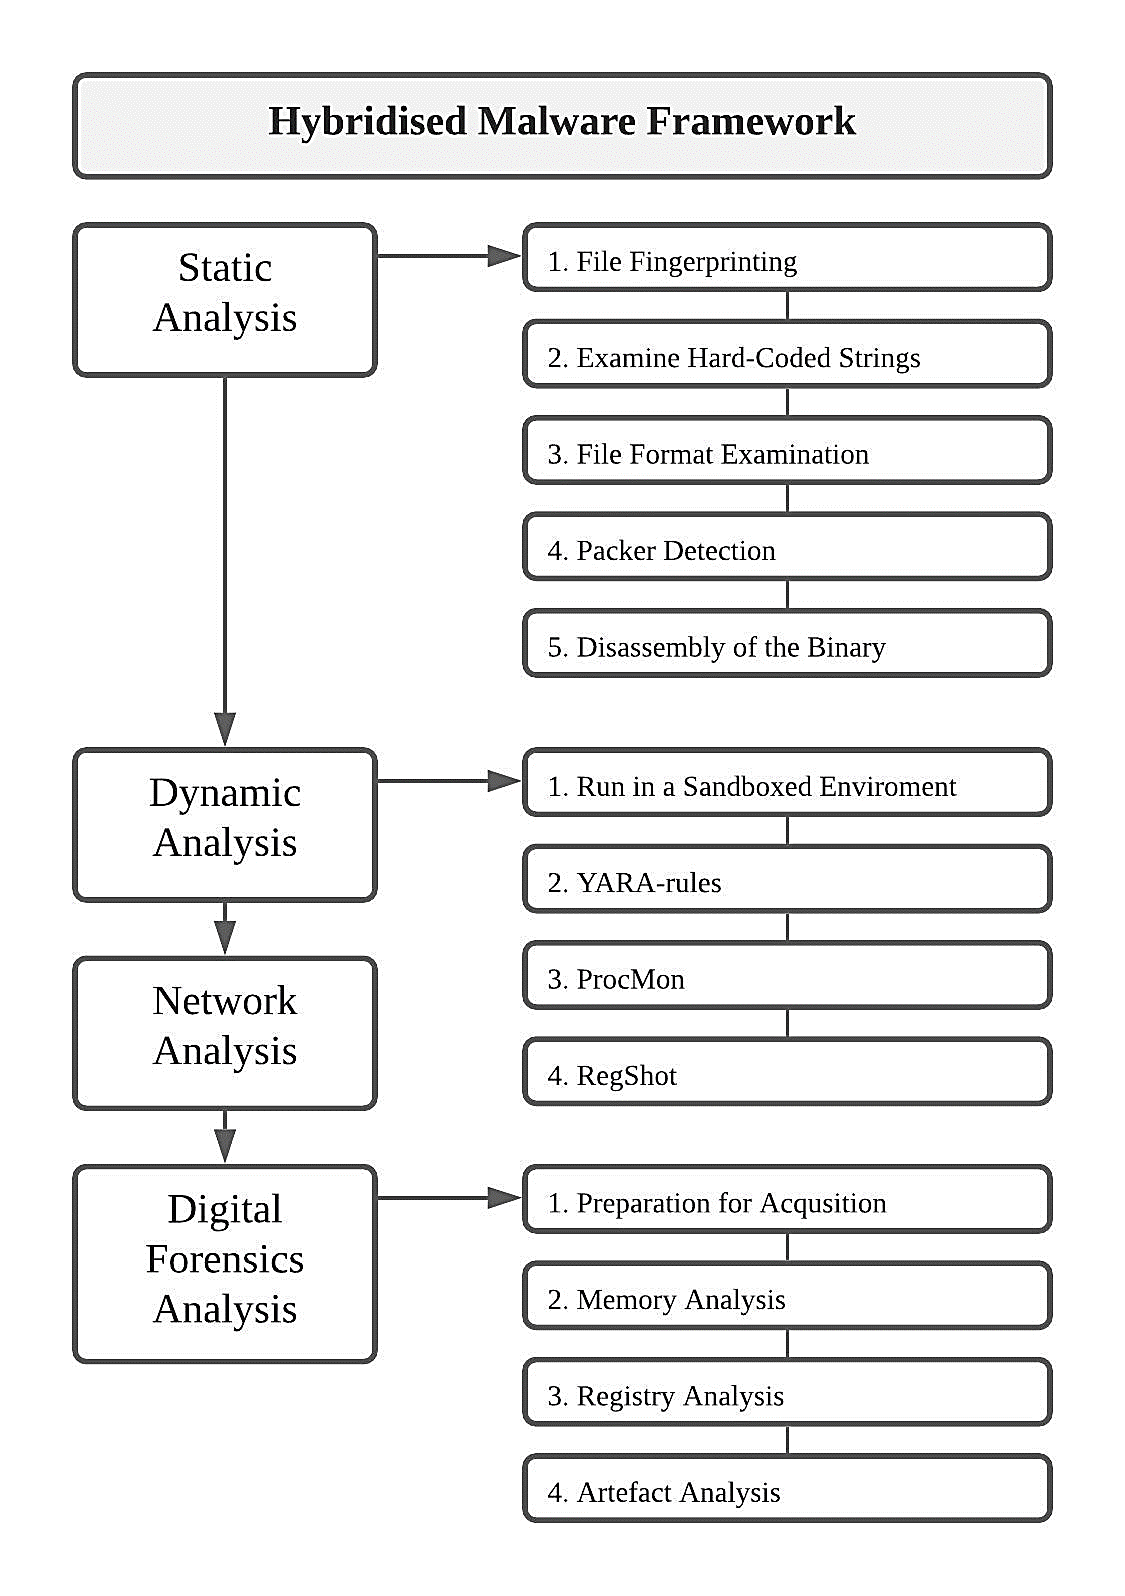 Hybridised Malware Framework
Static
Analysis
1. File Fingerprinting
2. Examine Hard-Coded Strings
3. File Format Examination
4. Packer Detection
5. Disassembly of the Binary
Dynamic
Analysis
1. Run in a Sandboxed Enviroment
2. YARA-rules
3. ProcMon
4. RegShot
Network
Analysis
Digital
Forensics
Analysis
1. Preparation for Acqusition
2. Memory Analysis
3. Registry Analysis
4. Artefact Analysis